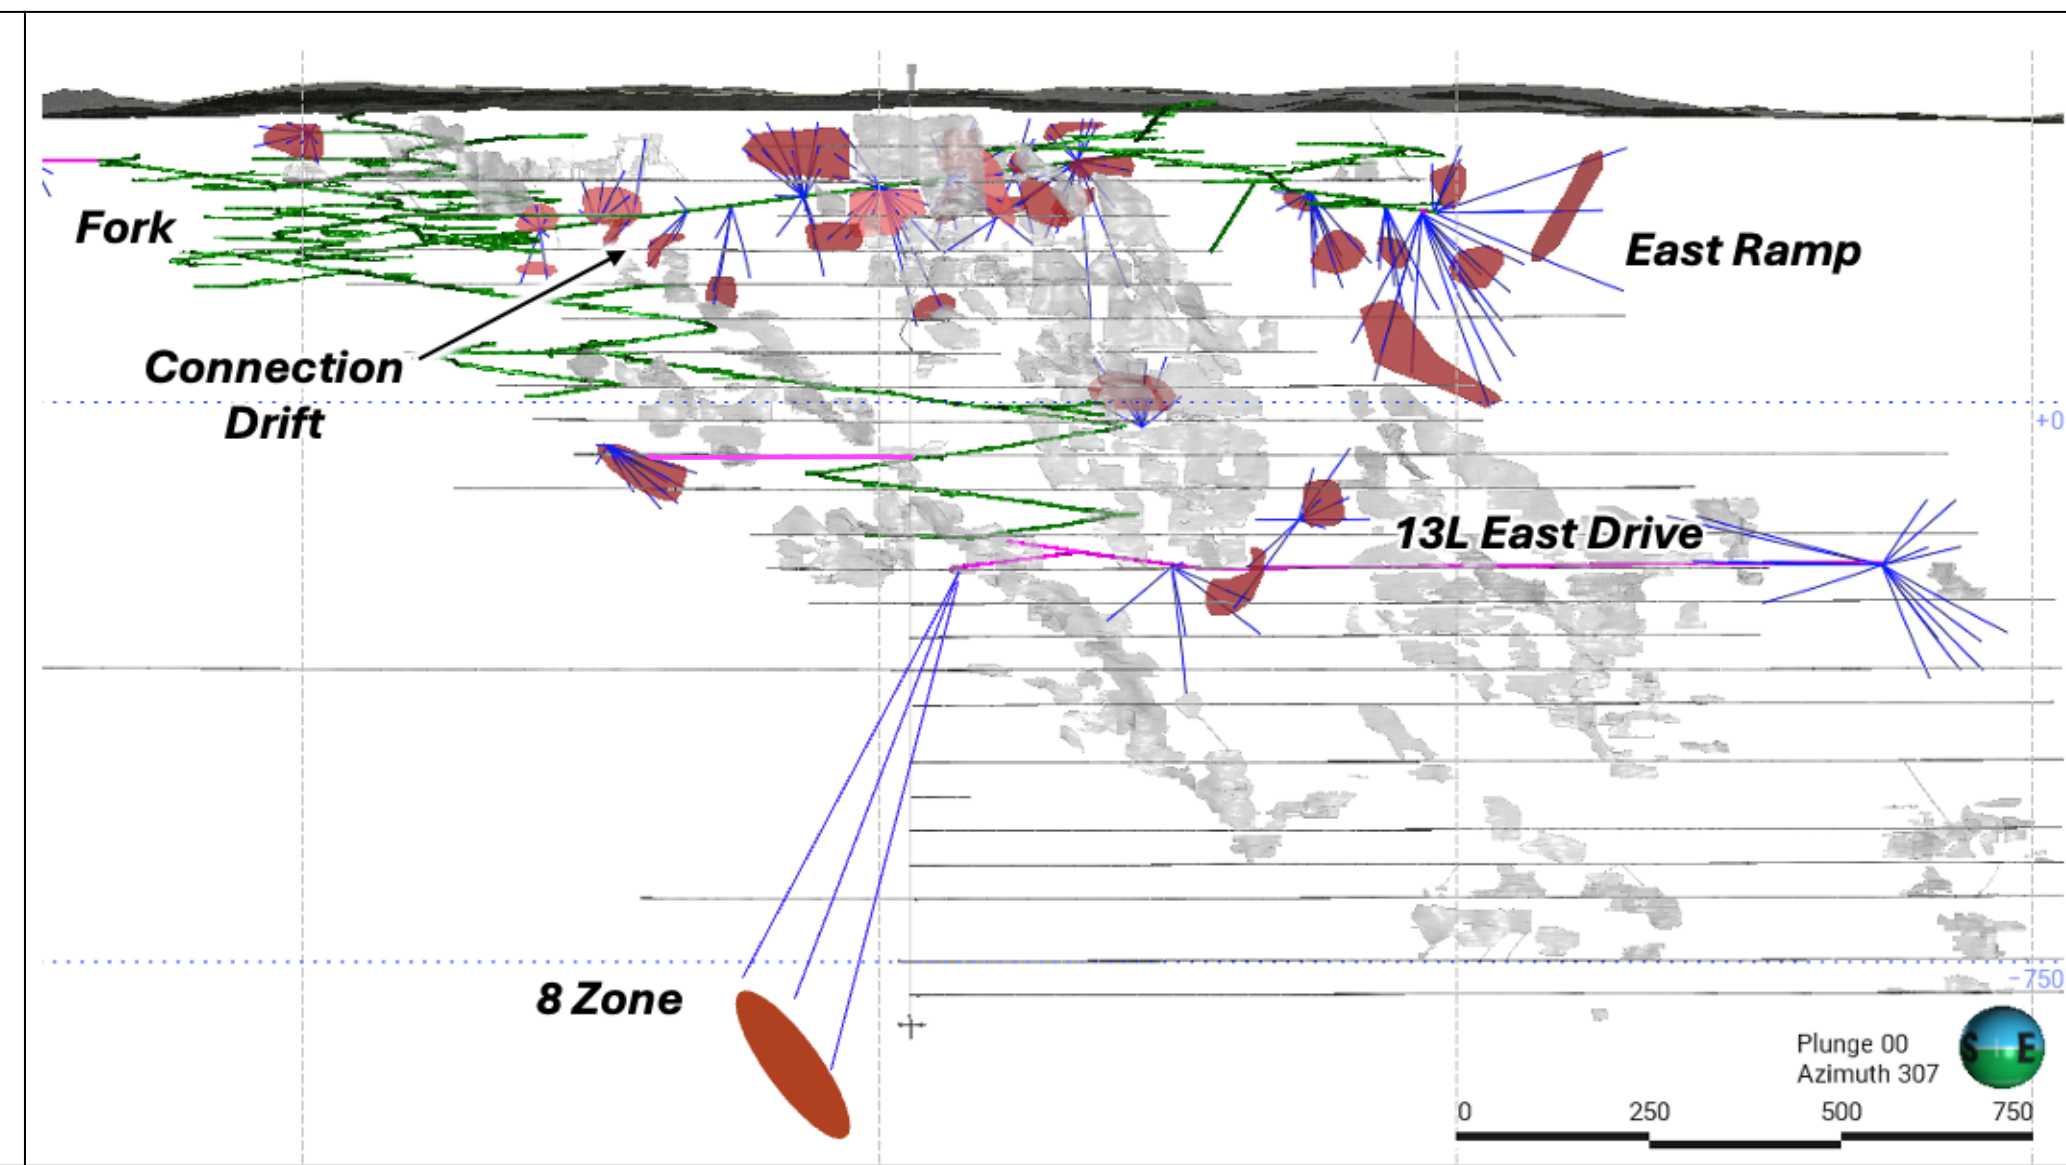 Fork
East Ramp
Connection
Drift
+0
13L East Drive
8 Zone
-750
Plunge 00
Azimuth 307
S E
0 250 500 750